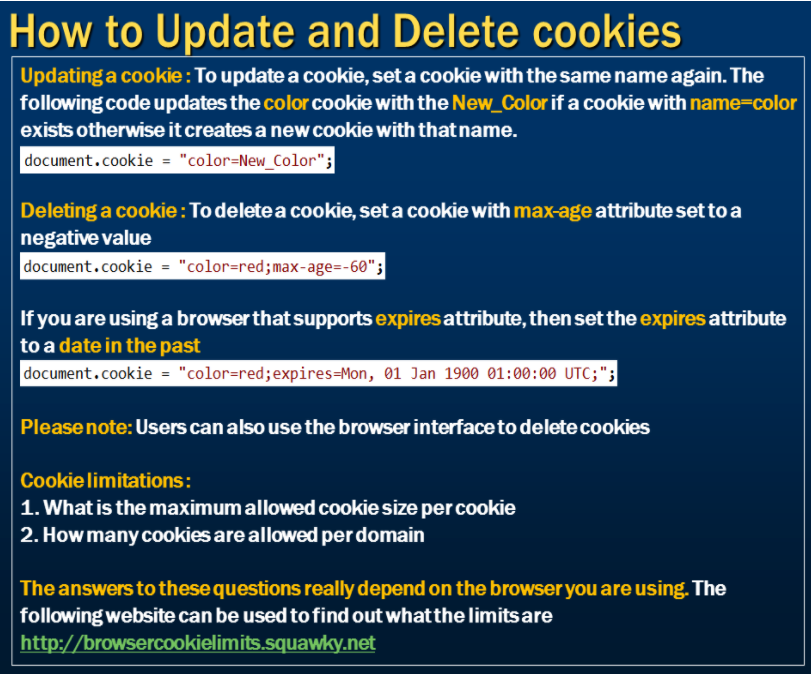 How to Update and Delete cookies
Updating a cookie : To update a cookie, set a cookie with the same name again. The
following code updates the color cookie with the New_Color if a cookie with name=color
exists otherwise it creates a new cookie with that name.
document.cookie = "color=New_Color";
Deleting a cookie : To delete a cookie, set a cookie with max-age attribute set to a
negative value
document.cookie = "color=red;max-age=-60";
If you are using a browser that supports expires attribute, then set the expires attribute
to a date in the past
document.cookie = "color=red;expires=Mon, 01 Jan 1900 01:00:00 UTC;";
Please note: Users can also use the browser interface to delete cookies
Cookie limitations :
1. What is the maximum allowed cookie size per cookie
2. How many cookies are allowed per domain
The answers to these questions really depend on the browser you are using. The
following website can be used to find out what the limits are
http://browsercookielimits.squawky.net